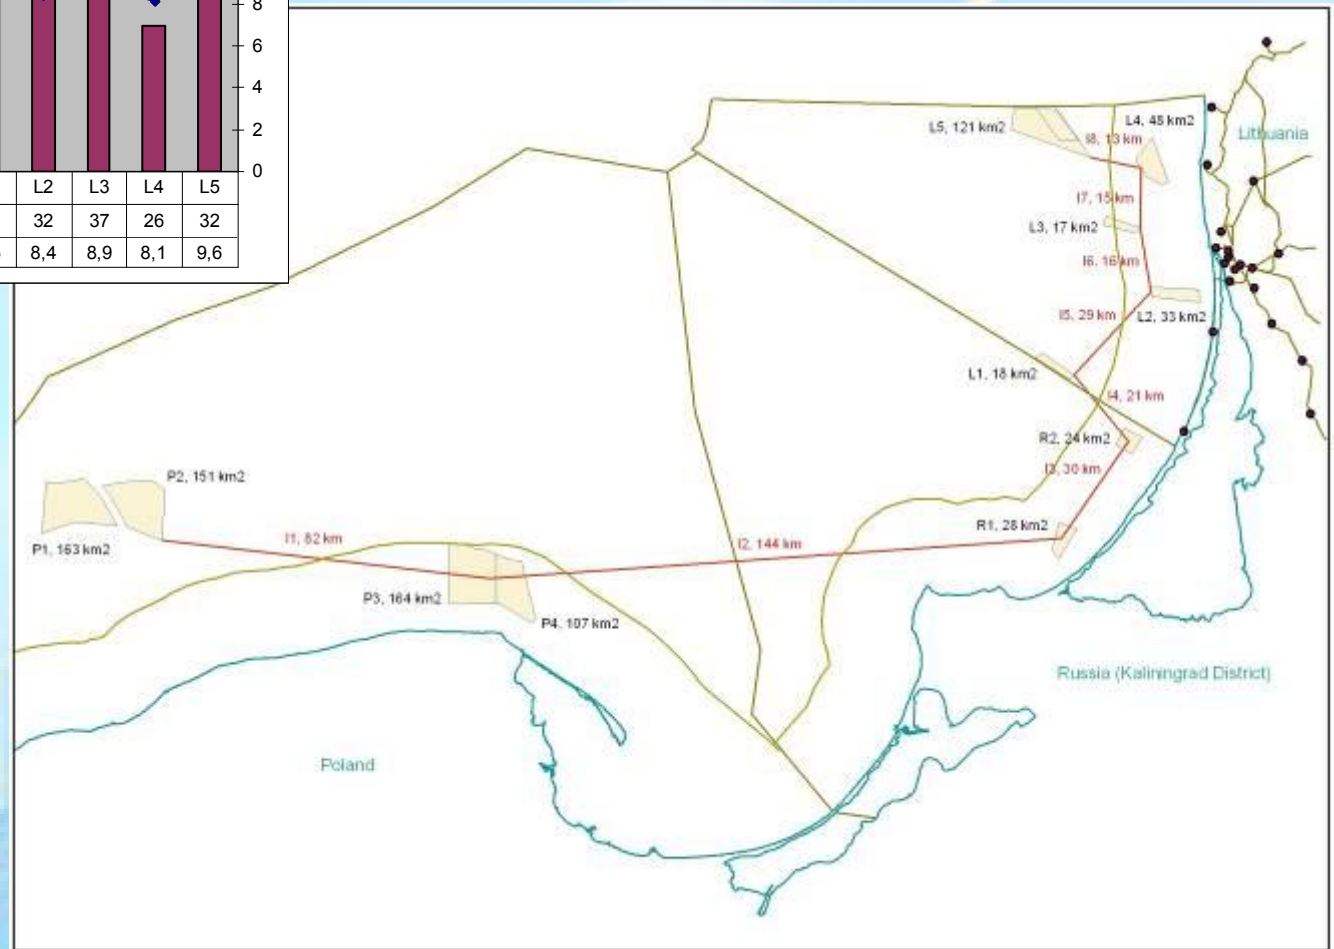 8
6
4
2
0
L2 L3 L4 L5
32 37 26 32
8,4 8,9 8,1 9,6
L5, 121 km2
L4, 48 km2
Lithuania
I8, 13 km
I7, 15 km
L3, 17 km2
I6, 16 km
I5, 29 km
L2, 33 km2
L1, 18 km2
I4, 21 km
R2, 24 km2
I3, 30 km
P2, 151 km2
R1, 28 km2
P1, 163 km2
I1, 82 km
I2, 144 km
P3, 164 km2
P4, 107 km2
Russia (Kaliningrad District)
Poland